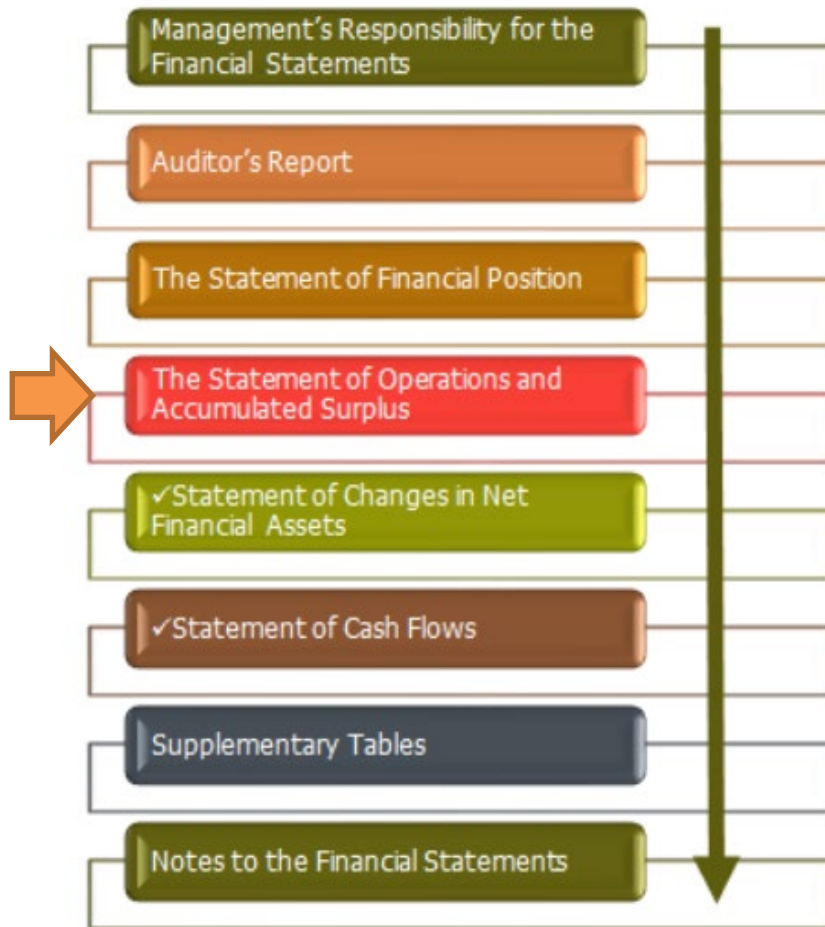 Management’s Responsibility for the
Financial Statements
Auditor’s Report
The Statement of Financial Position
The Statement of Operations and
Accumulated Surplus
✓Statement of Changes in Net
Financial Assets
✓Statement of Cash Flows
Supplementary Tables
Notes to the Financial Statements